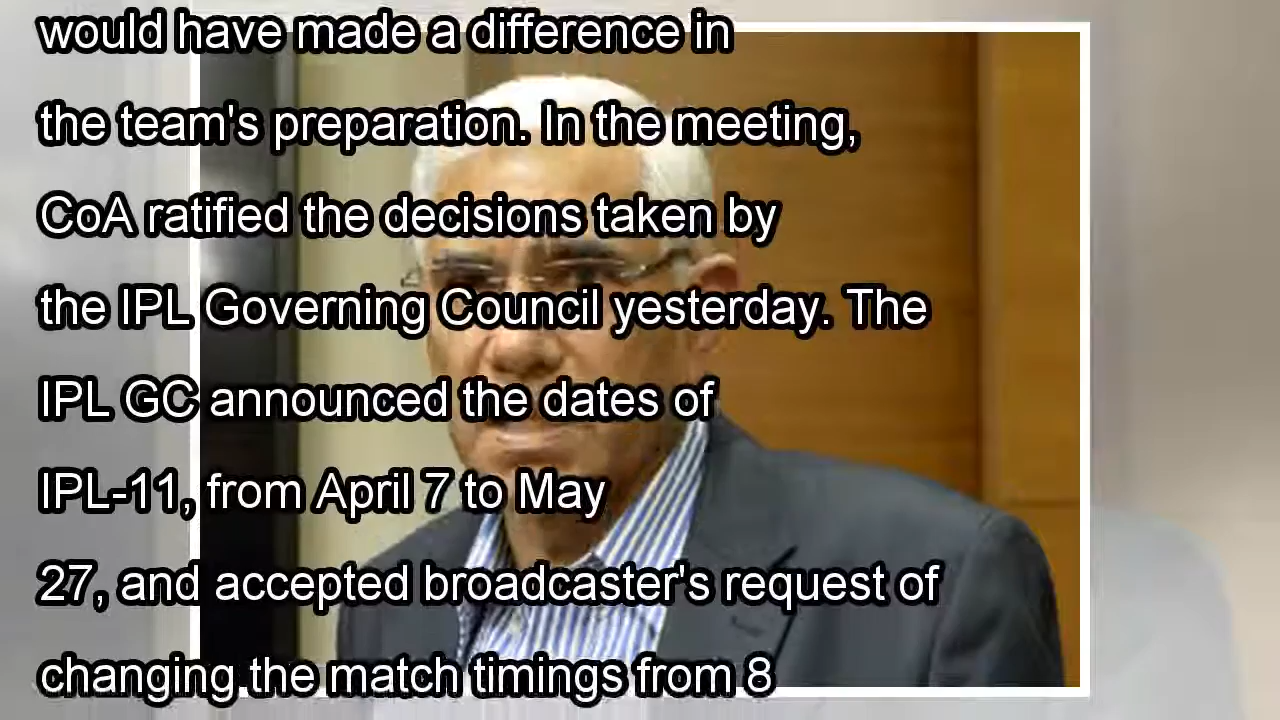 would have made a difference in
the team's preparation. In the meeting,
CoA ratified the decisions taken by
the IPL Governing Council yesterday. The
IPL GC announced the dates of
IPL-11, from April 7 to May
27, and accepted broadcaster's request of
changing the match timings from 8